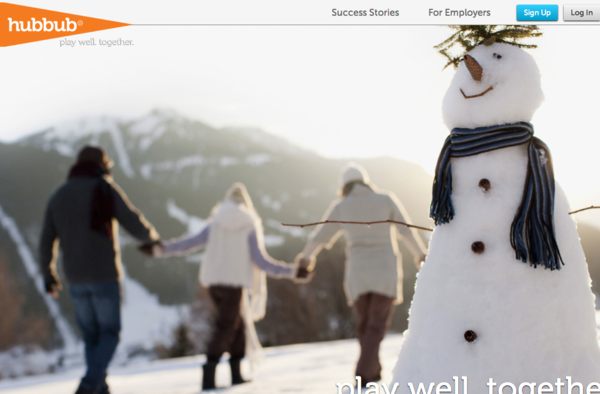 hubbub®
play well. together.
Success Stories
For Employers
Sign Up
Log In
play well. togethe